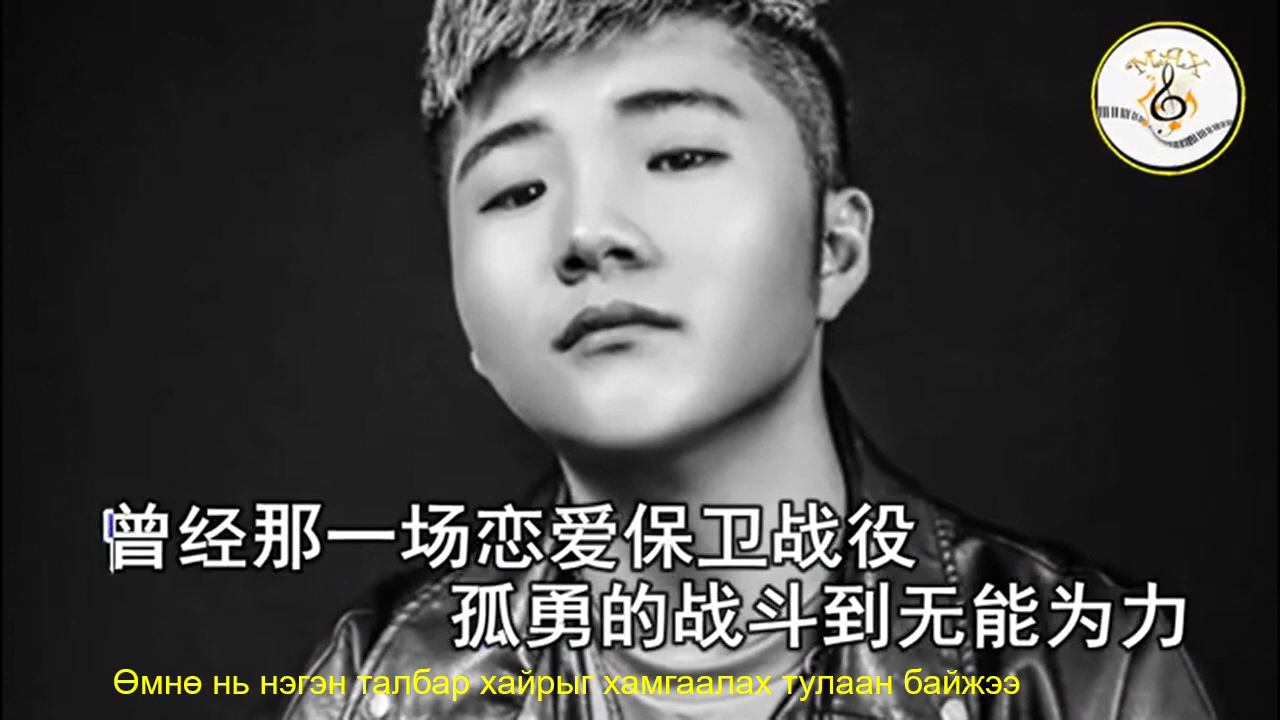 MAX
曾经那一场恋爱保卫战役
孤勇的战斗到无能为力
Өмнө нь нэгэн талбар хайрыг хамгаалах тулаан байжээ